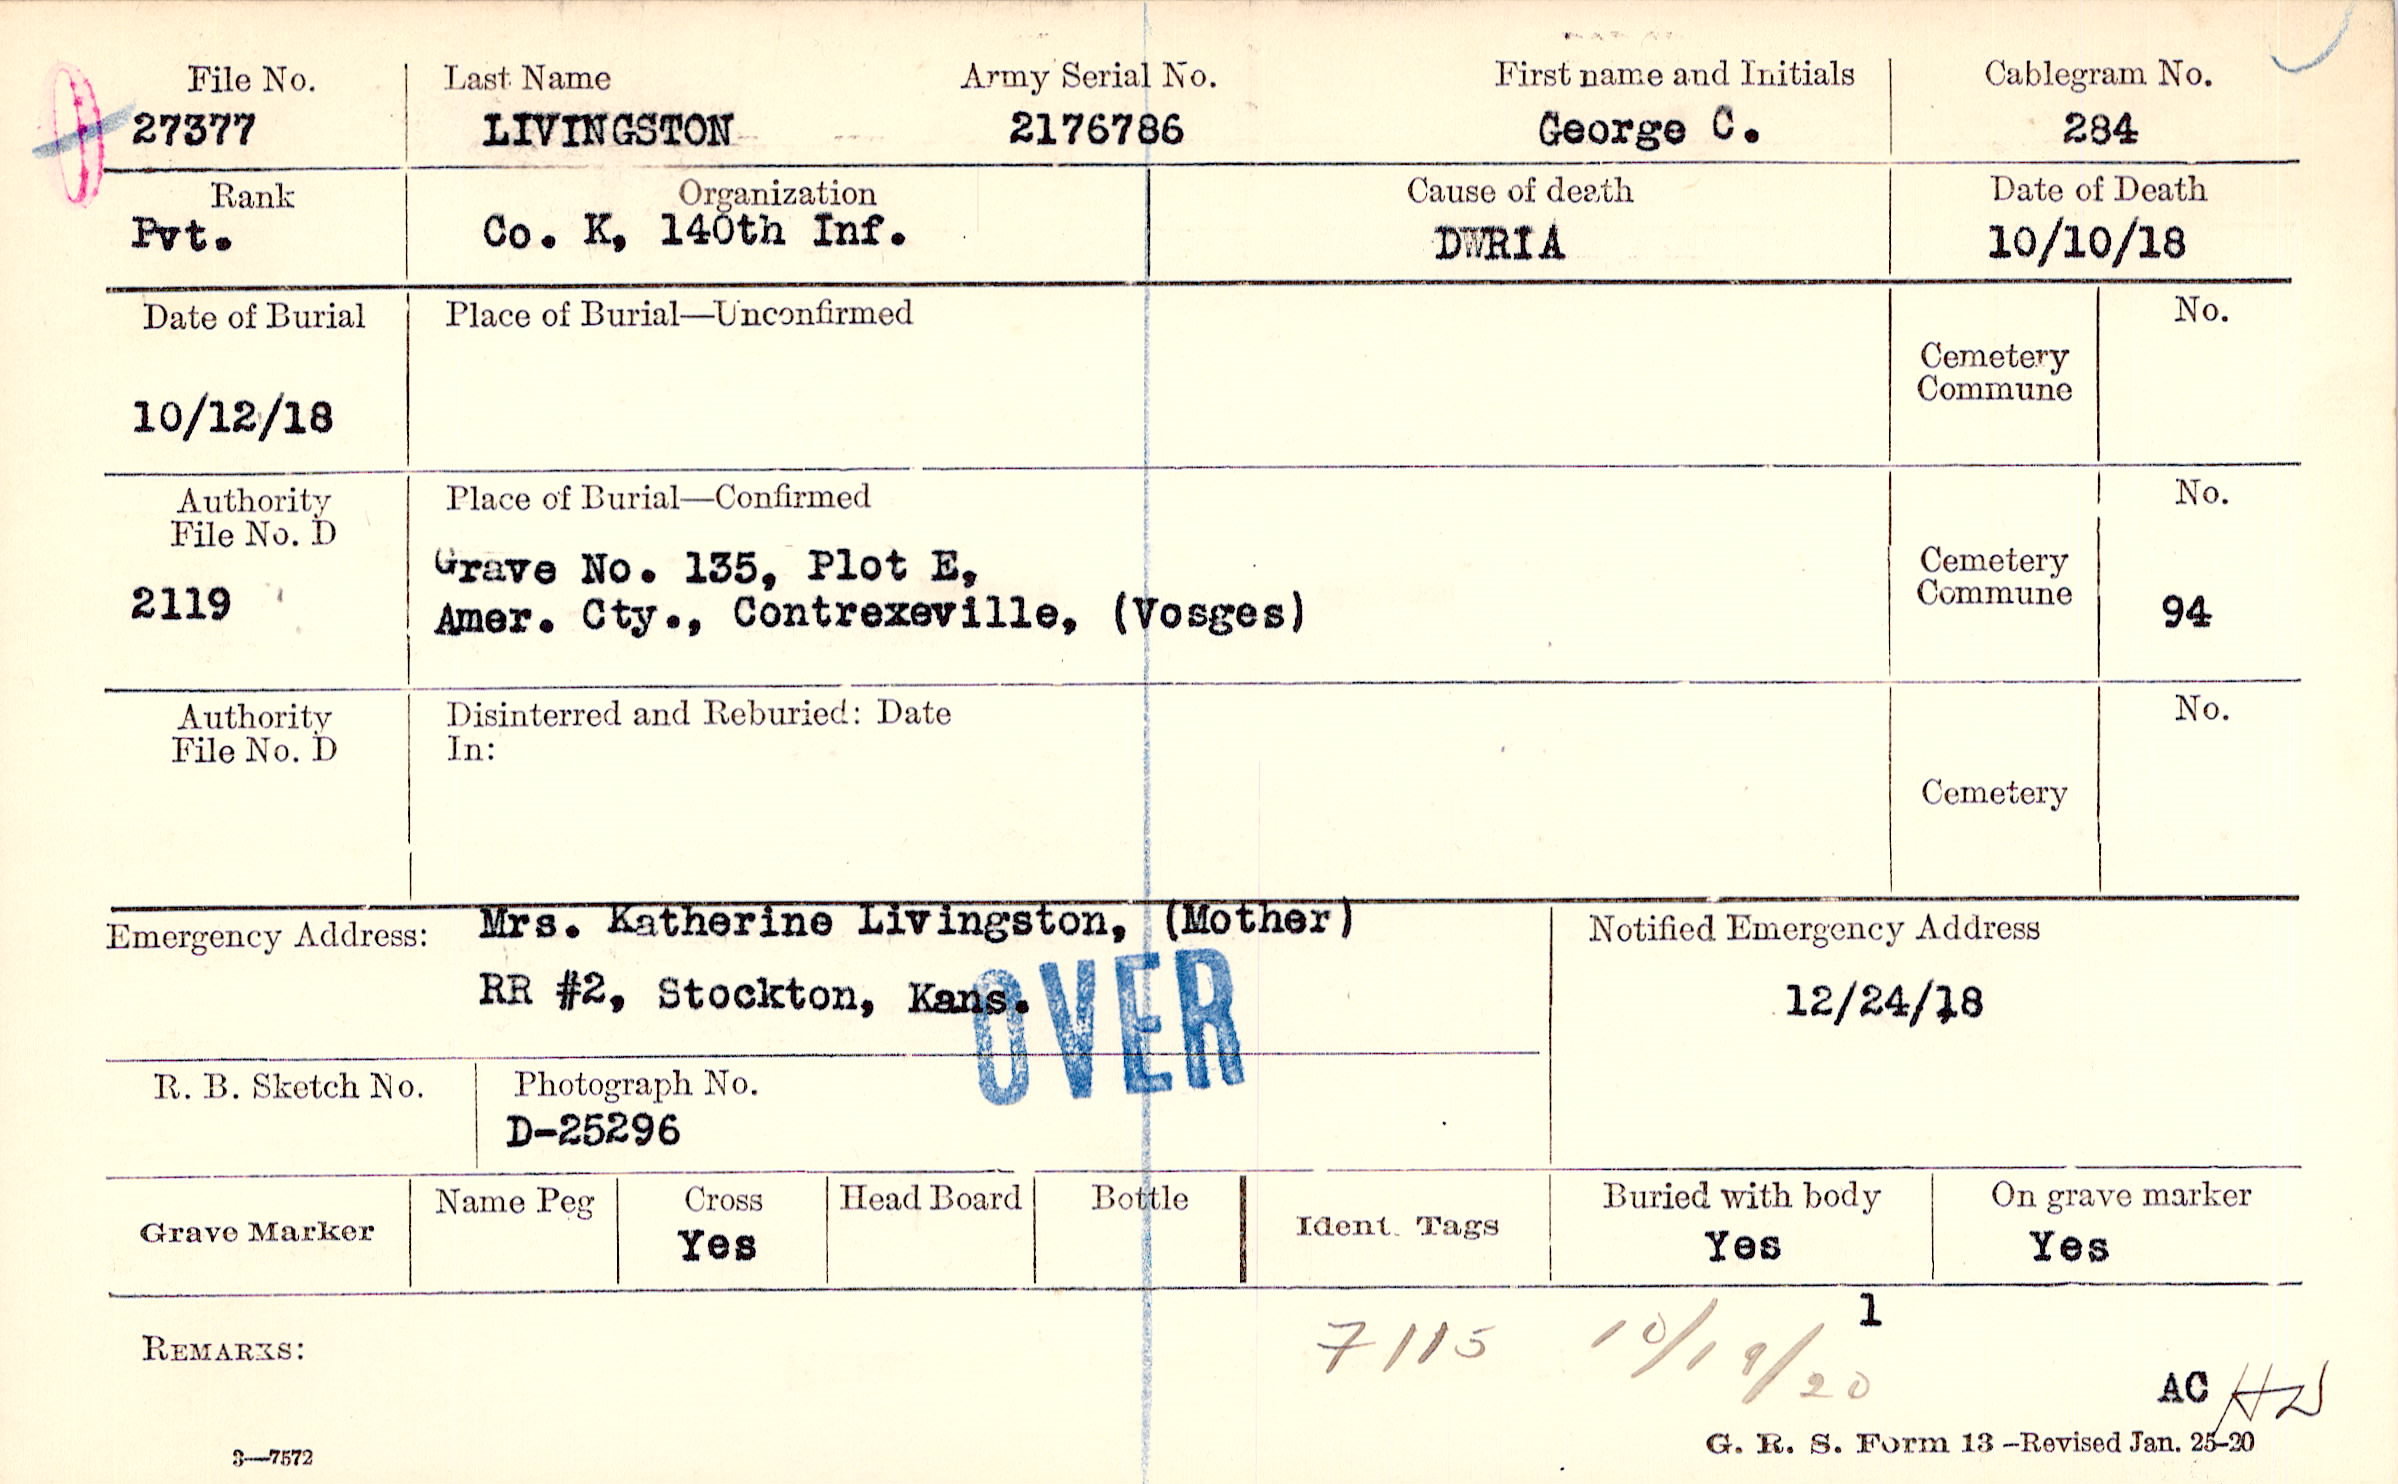 File No. Last Name Army Serial No. First name and Initials Cablegram No.
27377 LIVINGSTON 2176786 George C. 284
Rank Organization Cause of death Date of Death
Pvt. Co. K, 140th Inf. DWRIA 10/10/18
Date of Burial Place of Burial—Unconfirmed No.
Cemetery
Commune
10/12/18
Authority Place of Burial—Confirmed No.
File No. D
Grave No. 135, Plot E, Cemetery
2119 Amer. Cty., Contrexeville, (Vosges) Commune 94
Authority Disinterred and Reburied: Date No.
File No. D In:
Cemetery
Emergency Address: Mrs. Katherine Livingston, (Mother) Notified Emergency Address
RR #2, Stockton, Kans. 12/24/18
OVER
R. B. Sketch No. Photograph No.
D-25296
Grave Marker Name Peg Cross Head Board Bottle Ident. Tags Buried with body On grave marker
Yes Yes Yes
1
REMARKS: 7115 10/19/20
AC HW
G. R. S. Form 13—Revised Jan. 25-20
3—7572